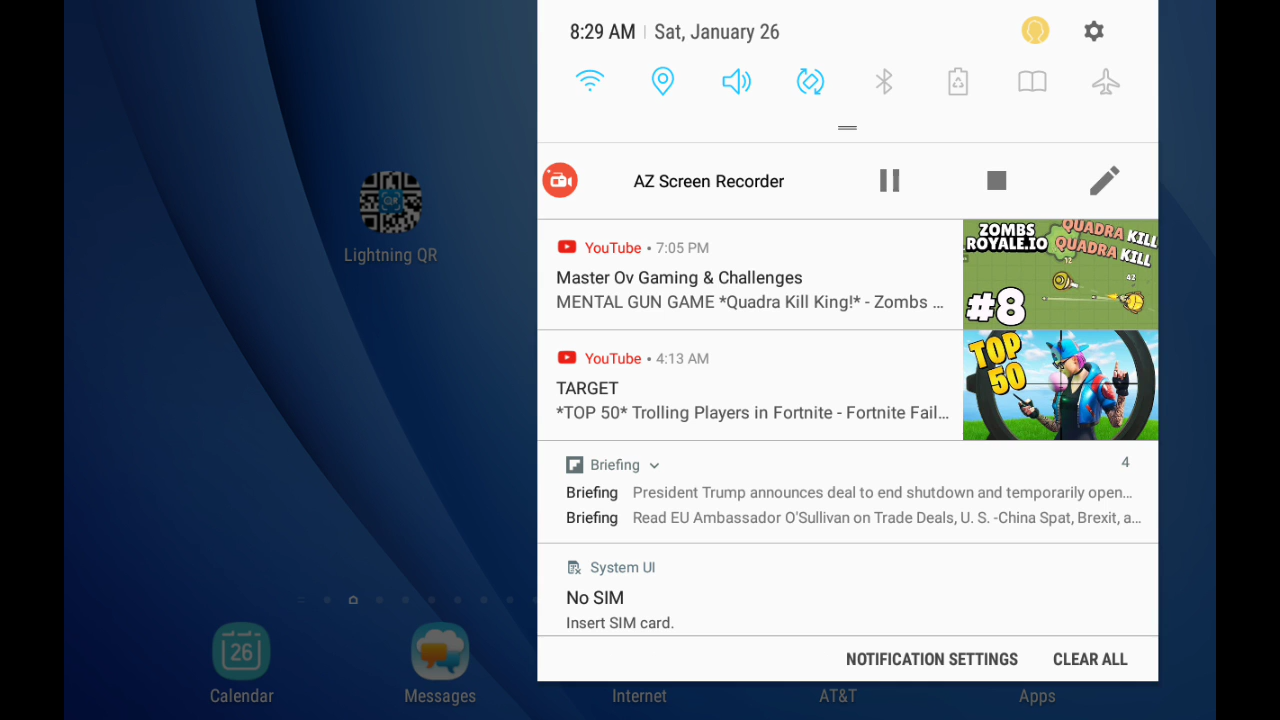 8:29 AM | Sat, January 26
AZ Screen Recorder
YouTube • 7:05 PM
Master Ov Gaming & Challenges
MENTAL GUN GAME *Quadra Kill King!* - Zombs ...
ZOMBS
ROYALE.IO
QUADRA KILL
QUADRA KILL
12
42
#8
YouTube • 4:13 AM
TARGET
*TOP 50* Trolling Players in Fortnite - Fortnite Fail...
TOP
50
Briefing
4
Briefing President Trump announces deal to end shutdown and temporarily open...
Briefing Read EU Ambassador O'Sullivan on Trade Deals, U. S. -China Spat, Brexit, a...
System UI
No SIM
Insert SIM card.
NOTIFICATION SETTINGS CLEAR ALL
QR
Lightning QR
26
Calendar
Messages
Internet
AT&T
Apps